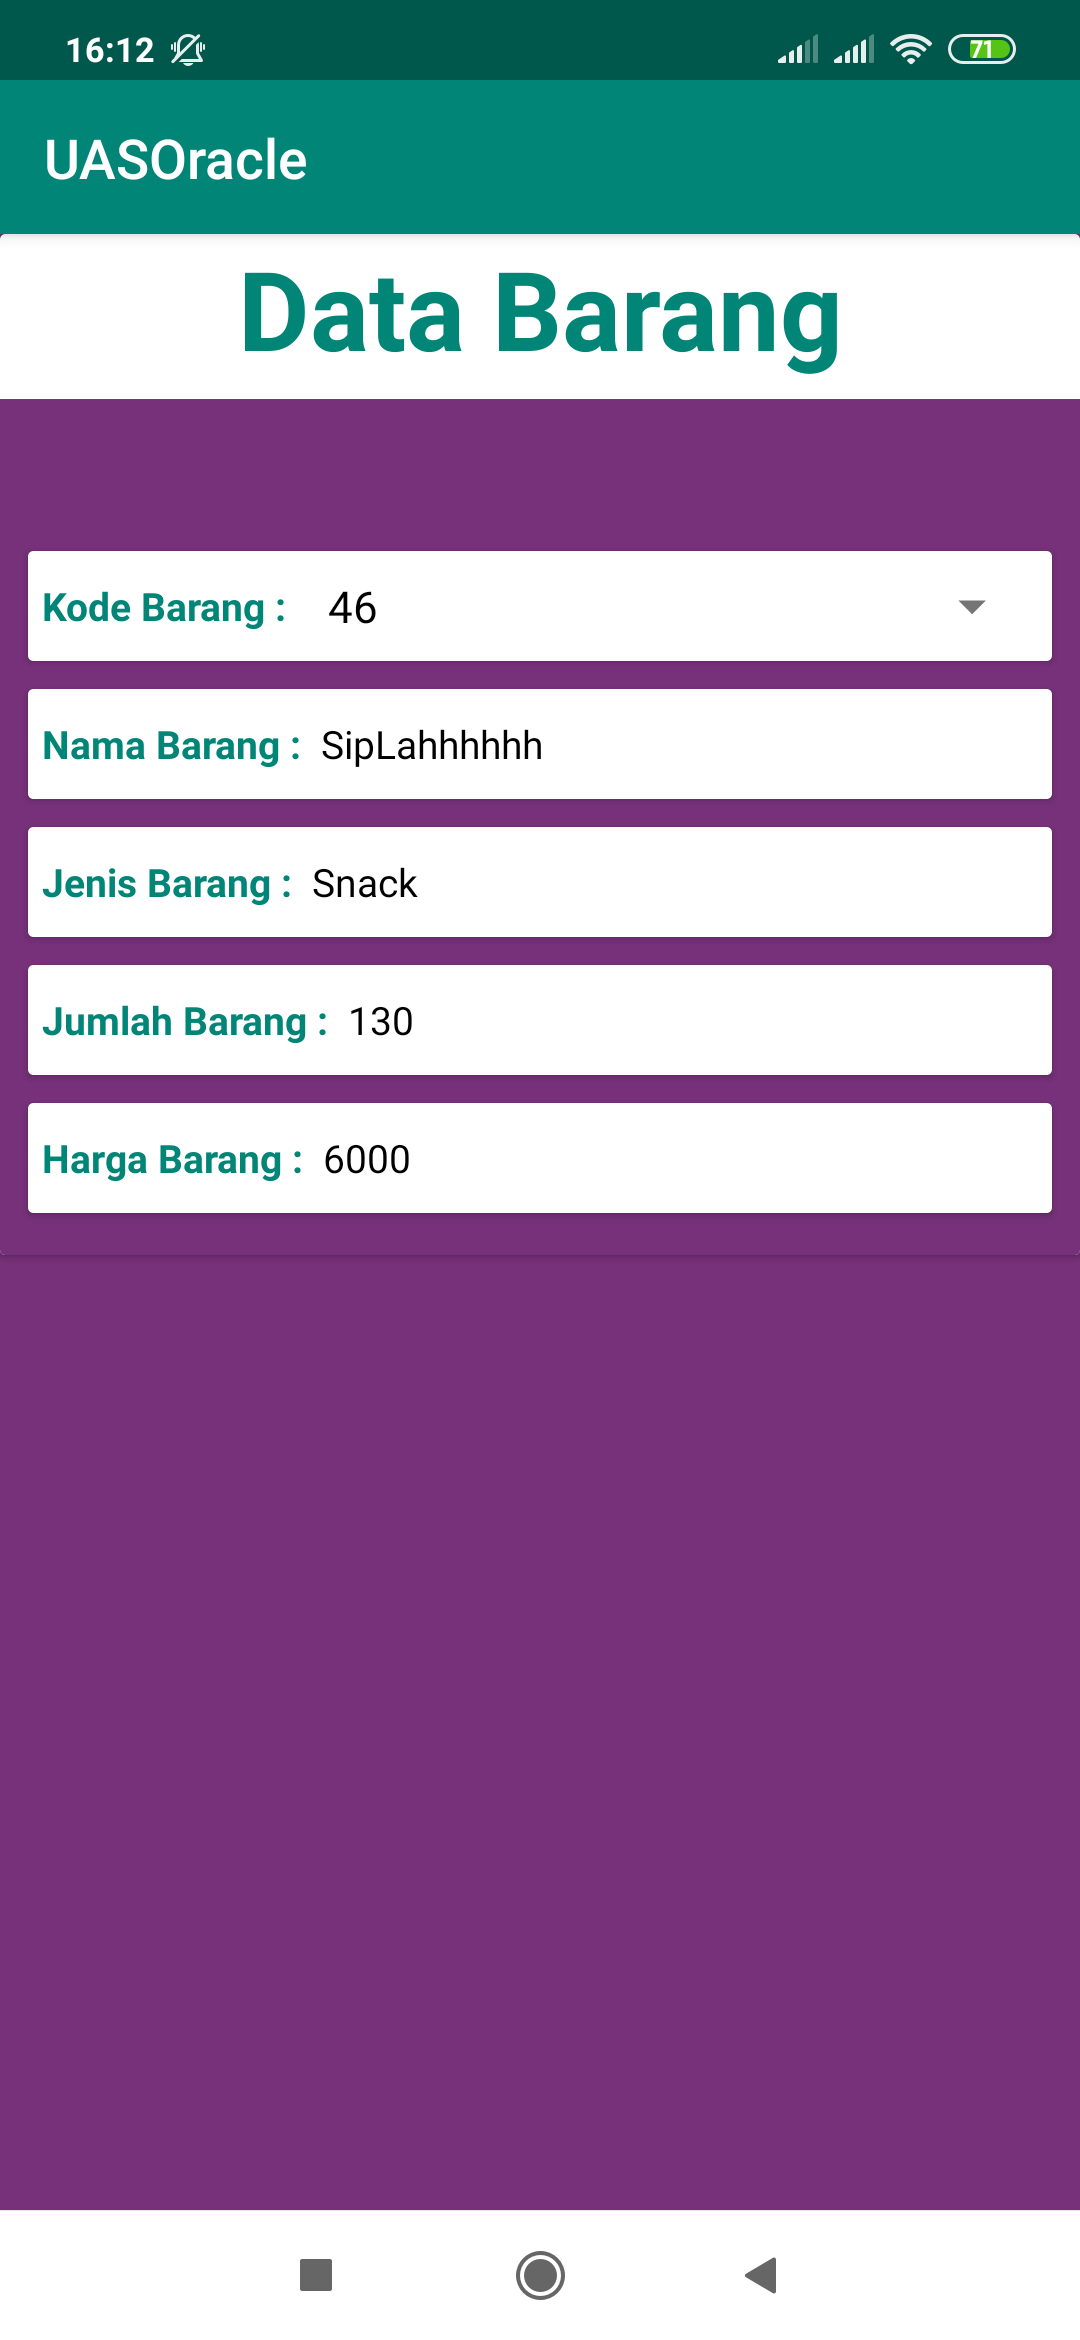 16:12
71
UASOracle
Data Barang
Kode Barang : 46
Nama Barang : SipLahhhhhh
Jenis Barang : Snack
Jumlah Barang : 130
Harga Barang : 6000